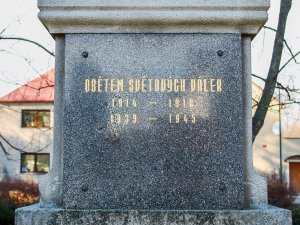 OBĚTEM SVĚTOVÝCH VÁLEK
1914 — 1918
1939 — 1945